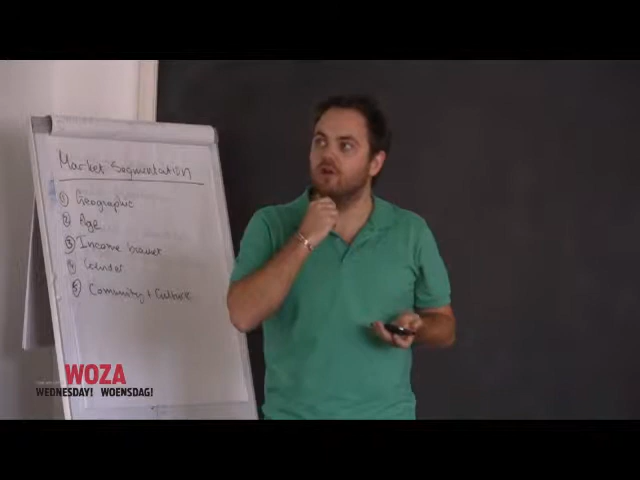 Market Segmentation
① Geographic
② Age
③ Income bracket
④ Gender
⑤ Community + Culture
WOZA
WEDNESDAY! WOENSDAG!